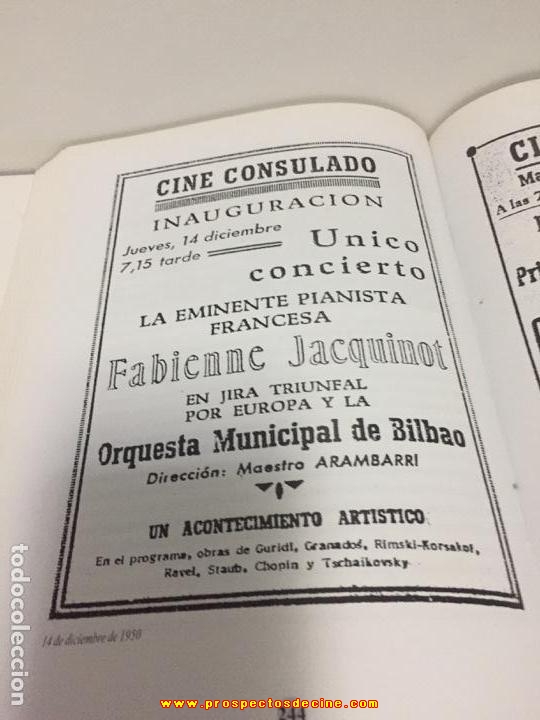 CINE CONSULADO
INAUGURACION
Jueves, 14 diciembre
7,15 tarde
Unico
concierto
LA EMINENTE PIANISTA
FRANCESA
Fabienne Jacquinot
EN JIRA TRIUNFAL
POR EUROPA Y LA
Orquesta Municipal de Bilbao
Dirección: Maestro ARAMBARRI
UN ACONTECIMIENTO ARTISTICO
En el programa, obras de Guridi, Granados, Rimski-Korsakof,
Ravel, Staub, Chopin y Tschaikovsky
14 de diciembre de 1950
244
A las
todocoleccion
www.prospectosdecine.com